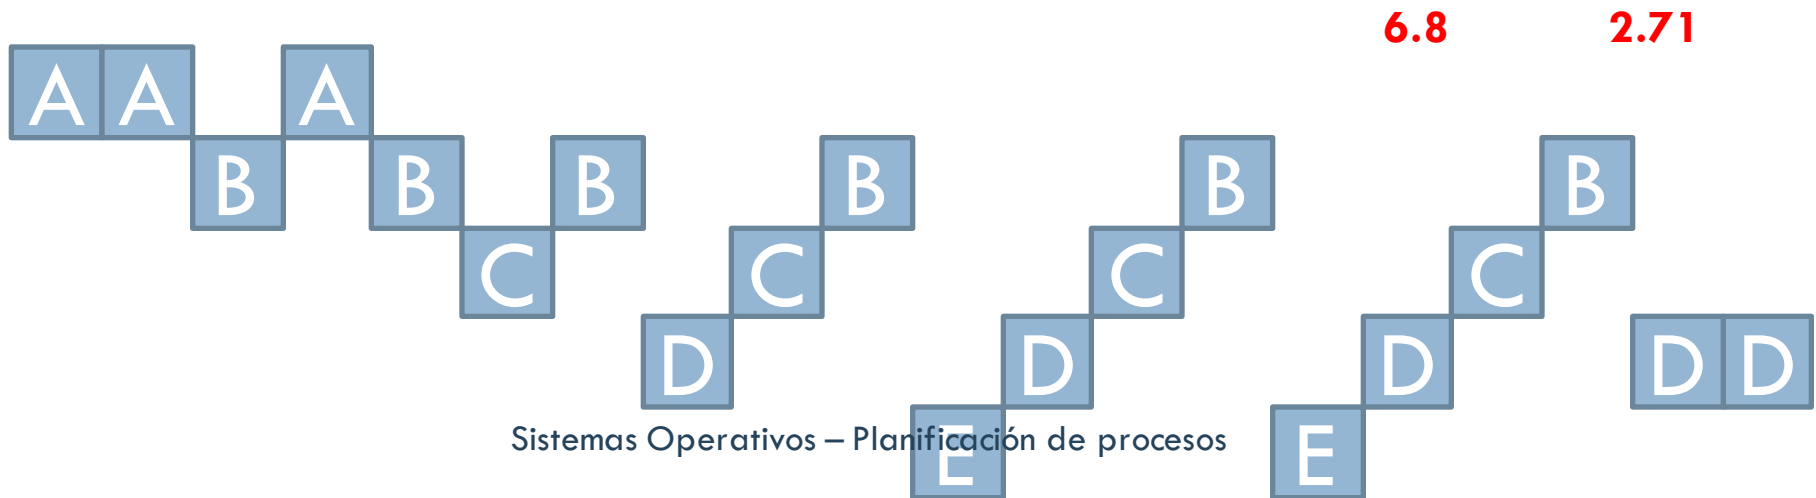 6.8 2.71
A A A
B B B B B B
C C C C
D D D D D
Sistemas Operativos – Planificación de procesos
E E